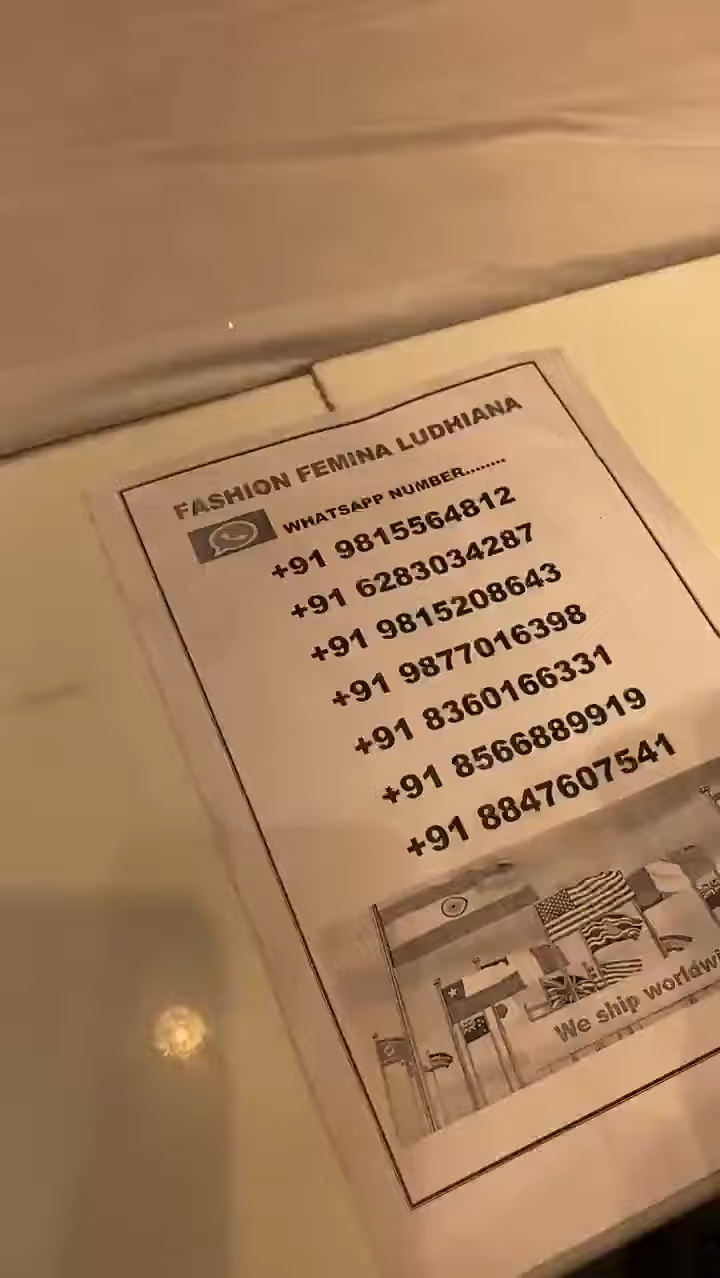 FASHION FEMINA LUDHIANA
WHATSAPP NUMBER........
+91 9815564812
+91 6283034287
+91 9815208643
+91 9877016398
+91 8360166331
+91 8566889919
+91 8847607541
We ship worldwi